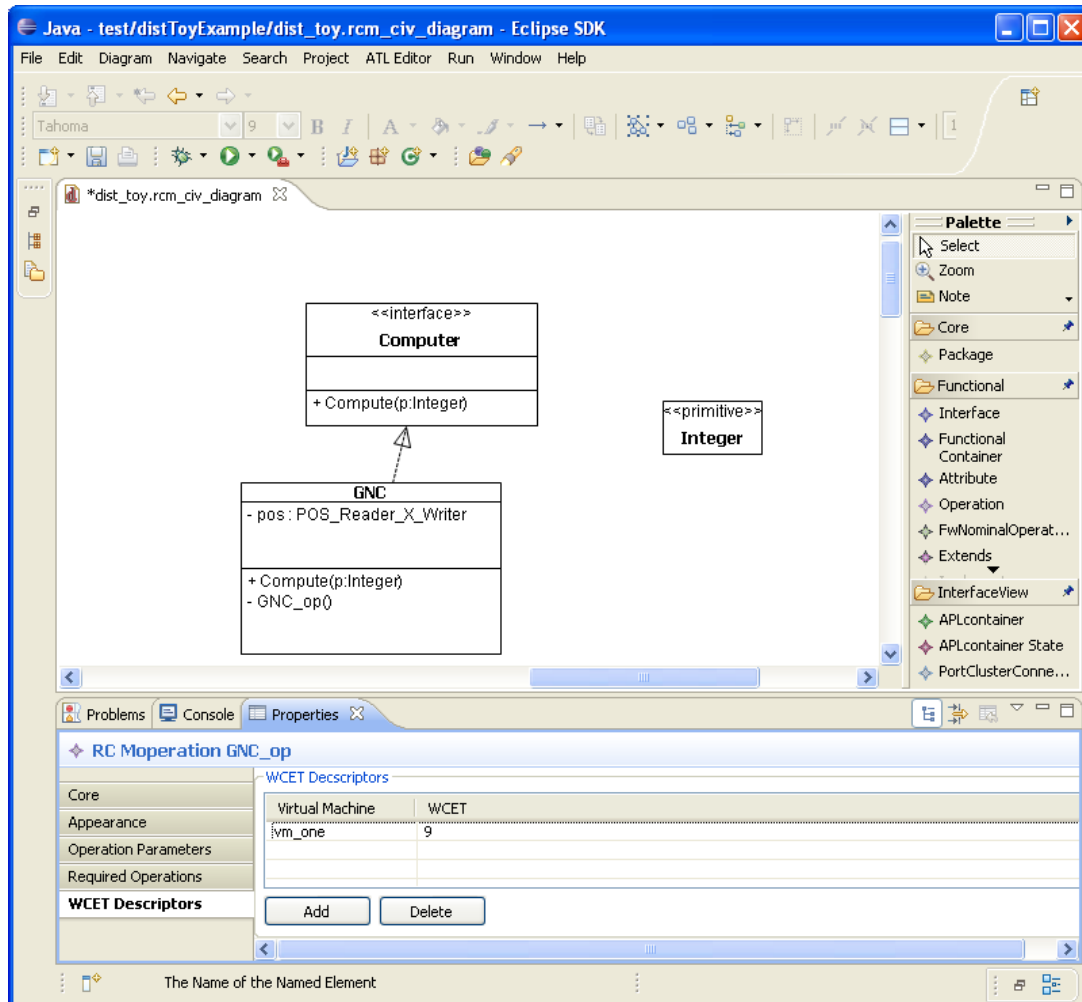 Java - test/distToyExample/dist_toy.rcm_civ_diagram - Eclipse SDK
File Edit Diagram Navigate Search Project ATL Editor Run Window Help
Tahoma 9 B I A 1
*dist_toy.rcm_civ_diagram
<<interface>>
Computer
+ Compute(p:Integer)
<<primitive>>
Integer
GNC
- pos : POS_Reader_X_Writer
+ Compute(p:Integer)
- GNC_op()
Palette
Select
Zoom
Note
Core
Package
Functional
Interface
Functional
Container
Attribute
Operation
FwNominalOperat...
Extends
InterfaceView
APLcontainer
APLcontainer State
PortClusterConne...
Problems Console Properties
RC Moperation GNC_op
Core
Appearance
Operation Parameters
Required Operations
WCET Descriptors
WCET Decscriptors
Virtual Machine WCET
vm_one 9
Add Delete
The Name of the Named Element